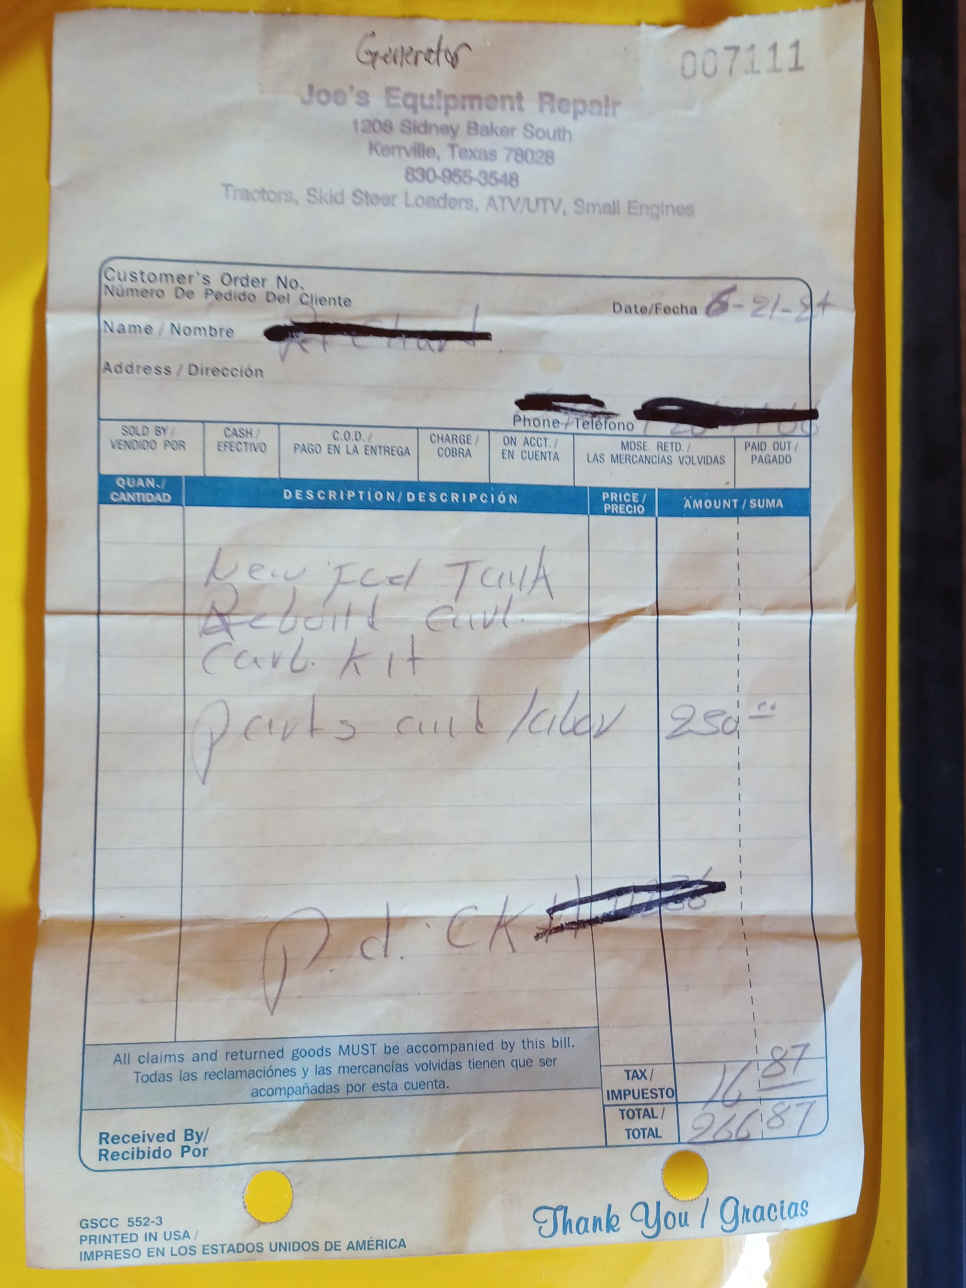 Generator
007111
Joe's Equipment Repair
1208 Sidney Baker South
Kerrville, Texas 78028
830-955-3548
Tractors, Skid Steer Loaders, ATV/UTV, Small Engines
Customer's Order No.
Número De Pedido Del Cliente
Date/Fecha 6-21-24
Name / Nombre
Address / Dirección
Phone / Teléfono
SOLD BY / VENDIDO POR
CASH / EFECTIVO
C.O.D. / PAGO EN LA ENTREGA
CHARGE / COBRA
ON ACCT. / EN CUENTA
MDSE. RETD. / LAS MERCANCÍAS VOLVIDAS
PAID OUT / PAGADO
QUAN./ CANTIDAD
DESCRIPTION/DESCRIPCIÓN
PRICE / PRECIO
AMOUNT / SUMA
New Tank
Rebuild carb.
Carb. Kit
parts and labor 250.00
Pd. CK#
All claims and returned goods MUST be accompanied by this bill.
Todas las reclamaciónes y las mercancías volvidas tienen que ser
acompañadas por esta cuenta.
TAX / IMPUESTO 16 87
TOTAL / TOTAL 266 87
Received By/
Recibido Por
GSCC 552-3
PRINTED IN USA /
IMPRESO EN LOS ESTADOS UNIDOS DE AMÉRICA
Thank You / Gracias